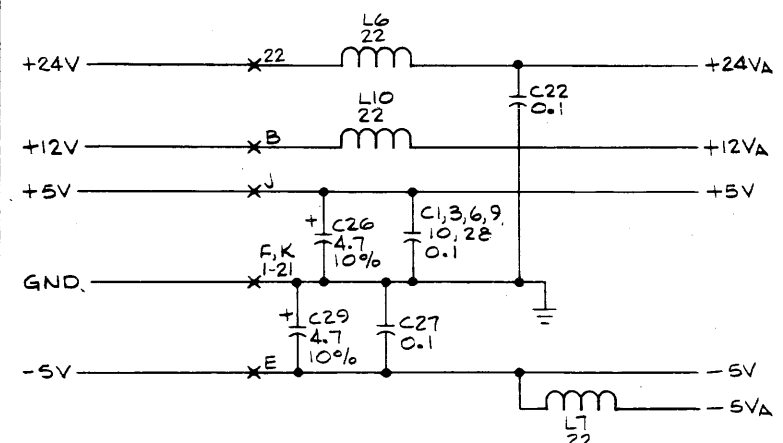 L6
22
+24V
22
+24VA
C22
0.1
L10
22
+12V
B
+12VA
+5V
J
+5V
+ C26
4.7
10%
C1,3,6,9,
10,28
0.1
F,K
1-21
GND.
+ C29
4.7
10%
C27
0.1
-5V
E
-5V
-5VA
L7
22